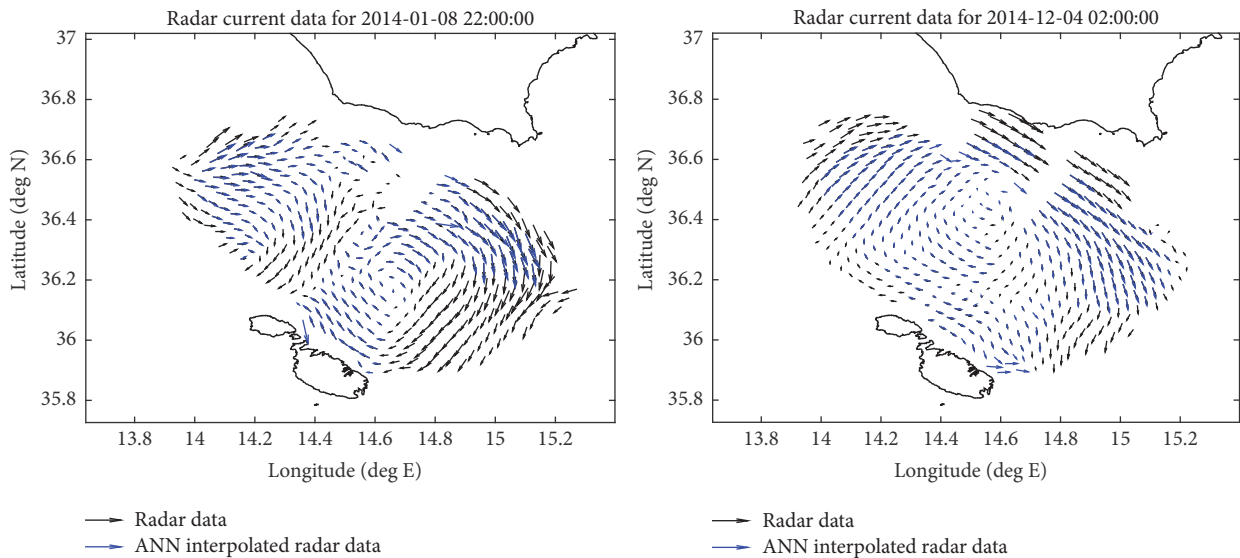 Radar current data for 2014-01-08 22:00:00
37
36.8
36.6
36.4
36.2
36
35.8
Latitude (deg N)
13.8 14 14.2 14.4 14.6 14.8 15 15.2
Longitude (deg E)
Radar data
ANN interpolated radar data
Radar current data for 2014-12-04 02:00:00
37
36.8
36.6
36.4
36.2
36
35.8
Latitude (deg N)
13.8 14 14.2 14.4 14.6 14.8 15 15.2
Longitude (deg E)
Radar data
ANN interpolated radar data